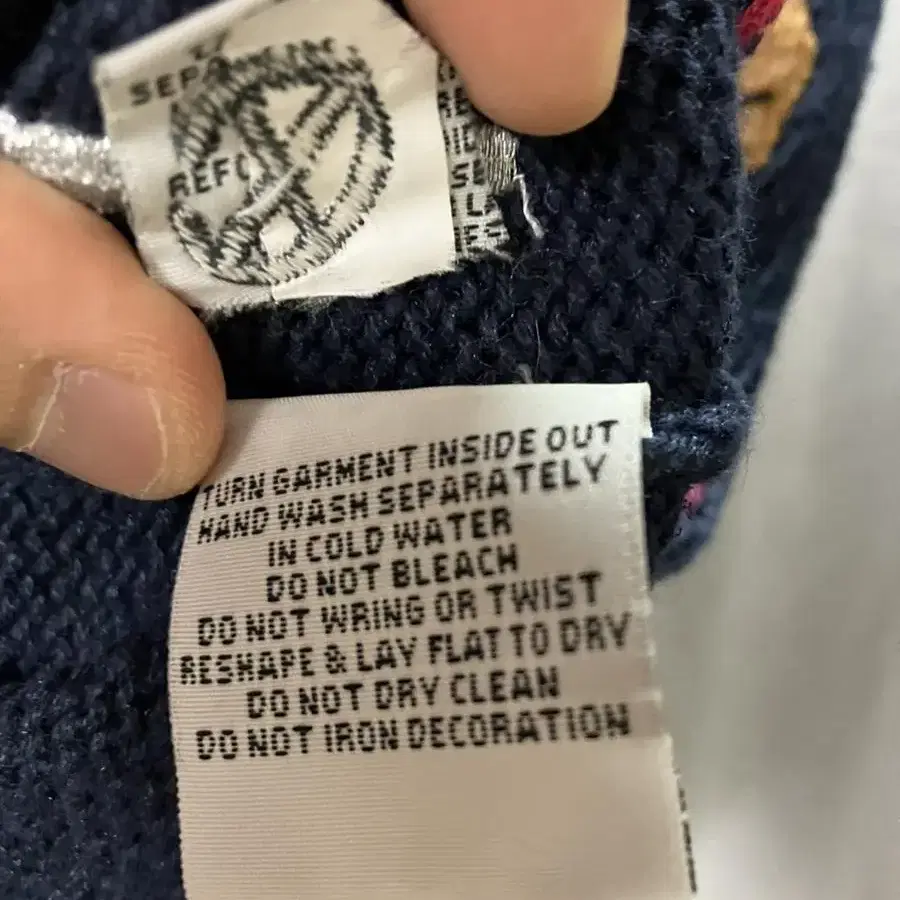 TURN GARMENT INSIDE OUT
HAND WASH SEPARATELY
IN COLD WATER
DO NOT BLEACH
DO NOT WRING OR TWIST
RESHAPE & LAY FLAT TO DRY
DO NOT DRY CLEAN
DO NOT IRON DECORATION